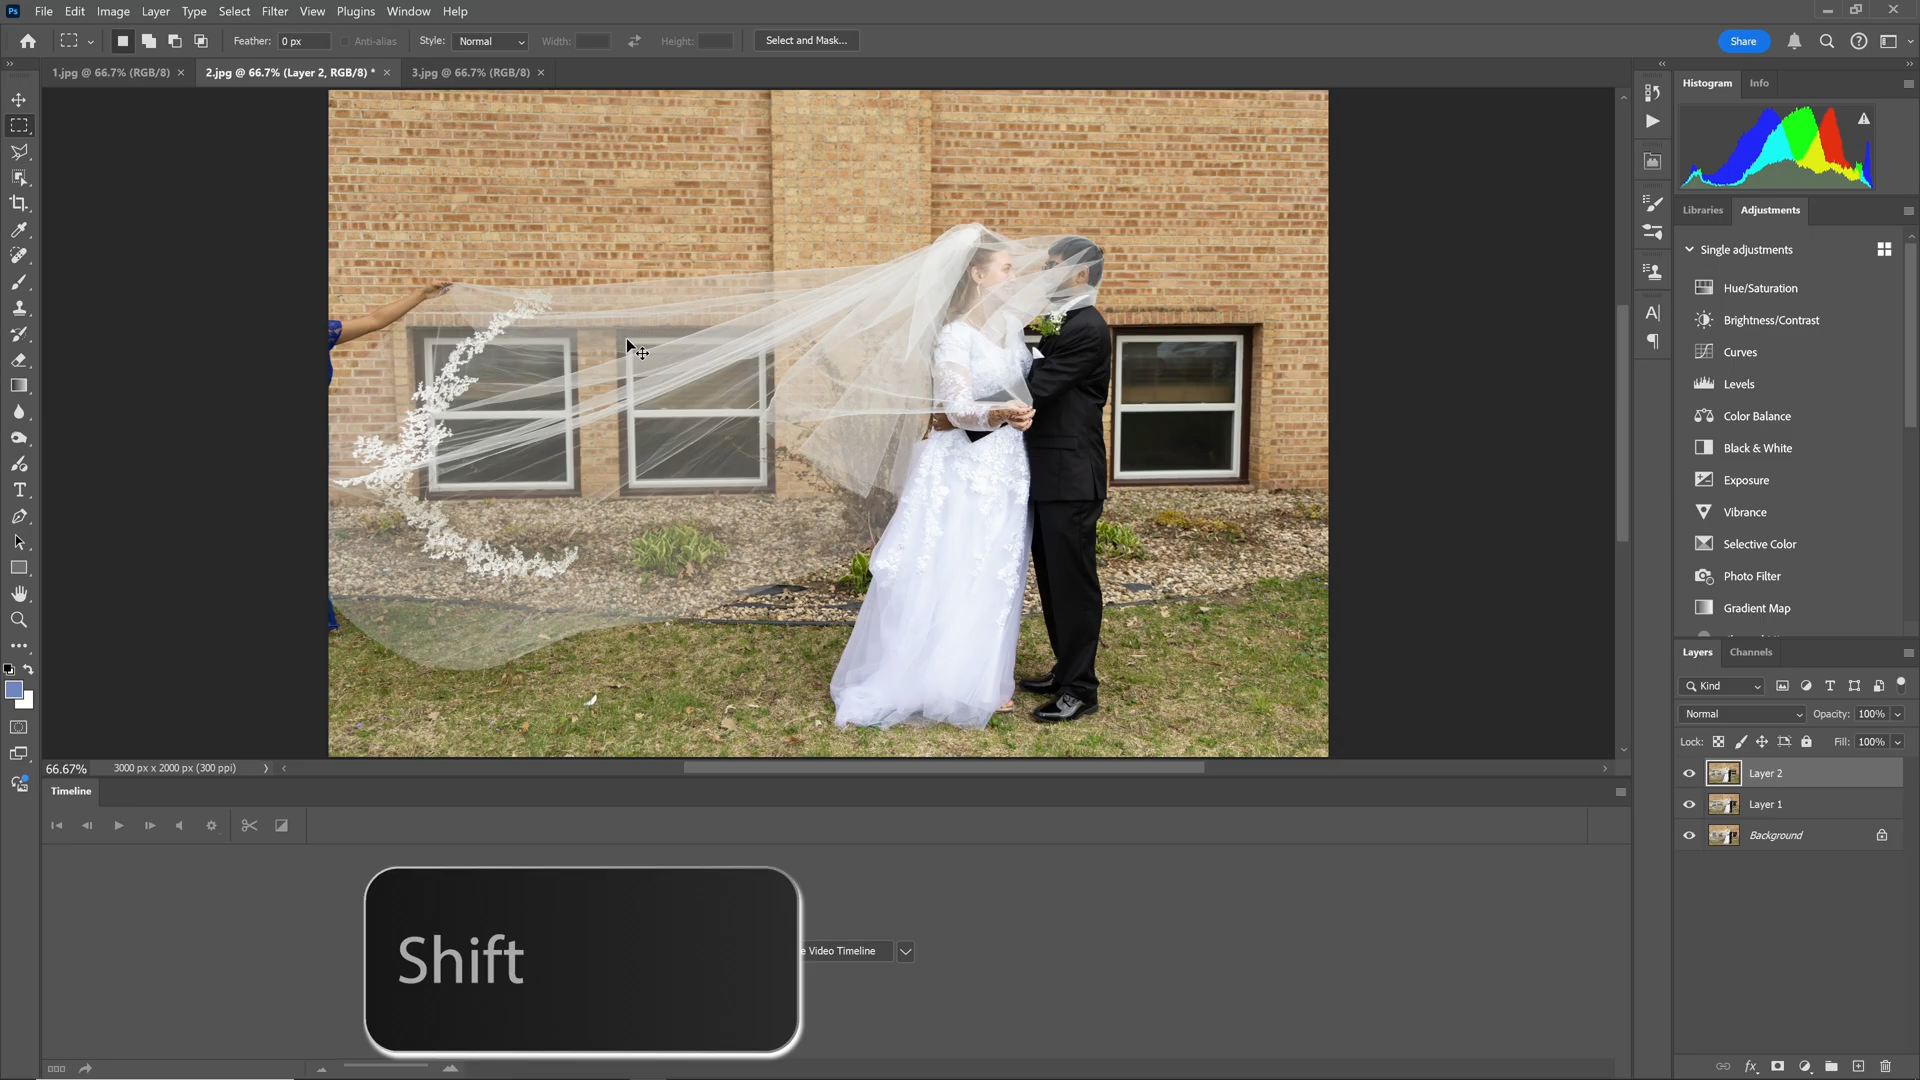 Ps File Edit Image Layer Type Select Filter View Plugins Window Help
Feather: 0 px Anti-alias Style: Normal Width: Height: Select and Mask... Share
1.jpg @ 66.7% (RGB/8) × 2.jpg @ 66.7% (Layer 2, RGB/8) * × 3.jpg @ 66.7% (RGB/8) ×
Histogram Info
Libraries Adjustments
Single adjustments
Hue/Saturation
Brightness/Contrast
Curves
Levels
Color Balance
Black & White
Exposure
Vibrance
Selective Color
Photo Filter
Gradient Map
Layers Channels
Kind
Normal Opacity: 100%
Lock: Fill: 100%
Layer 2
Layer 1
Background
66.67% 3000 px x 2000 px (300 ppi)
Timeline
e Video Timeline
Shift